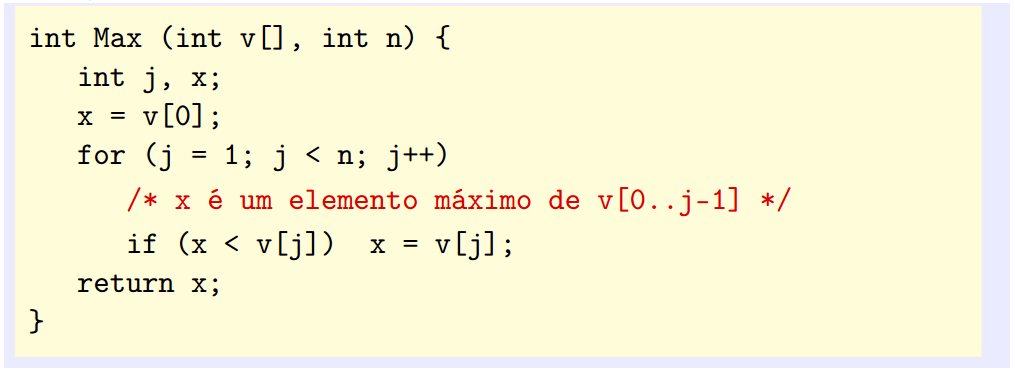 int Max (int v[], int n) {
   int j, x;
   x = v[0];
   for (j = 1; j < n; j++)
      /* x é um elemento máximo de v[0..j-1] */
      if (x < v[j])  x = v[j];
   return x;
}